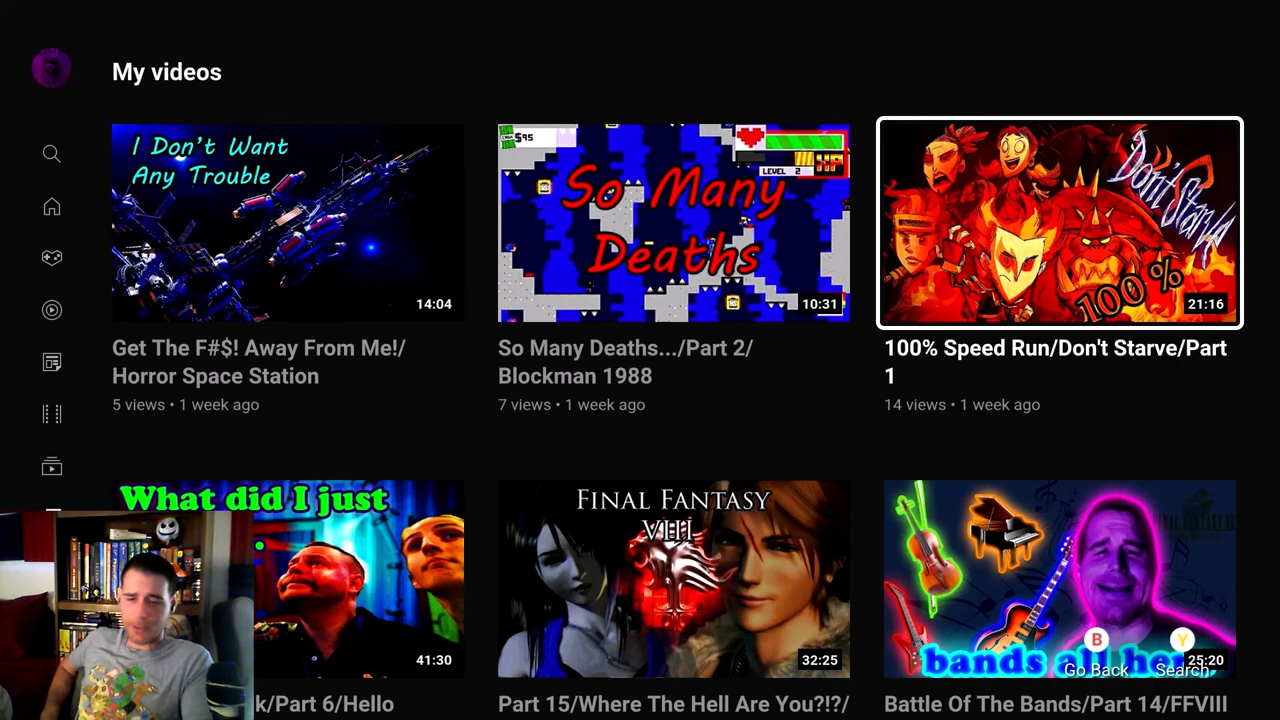 My videos
I Don't Want
Any Trouble
14:04
$95
LEVEL 2
XP
So Many
Deaths
10:31
Don't Starve
100 %
21:16
Get The F#$! Away From Me!/
Horror Space Station
5 views • 1 week ago
So Many Deaths.../Part 2/
Blockman 1988
7 views • 1 week ago
100% Speed Run/Don't Starve/Part
1
14 views • 1 week ago
What did I just
41:30
FINAL FANTASY
VIII
32:25
bands all her
25:20
B
Go Back
Y
Search
k/Part 6/Hello
Part 15/Where The Hell Are You?!?/
Battle Of The Bands/Part 14/FFVIII